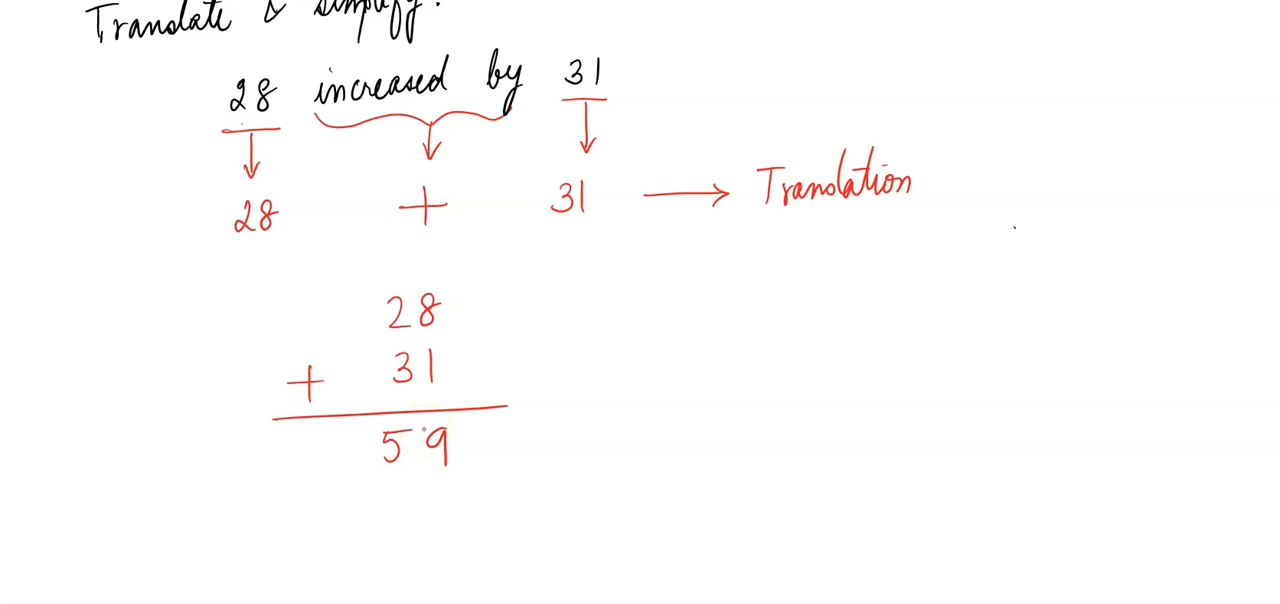 Translate & simplify:
28 increased by 31
28 + 31 → Translation
28
+ 31
59